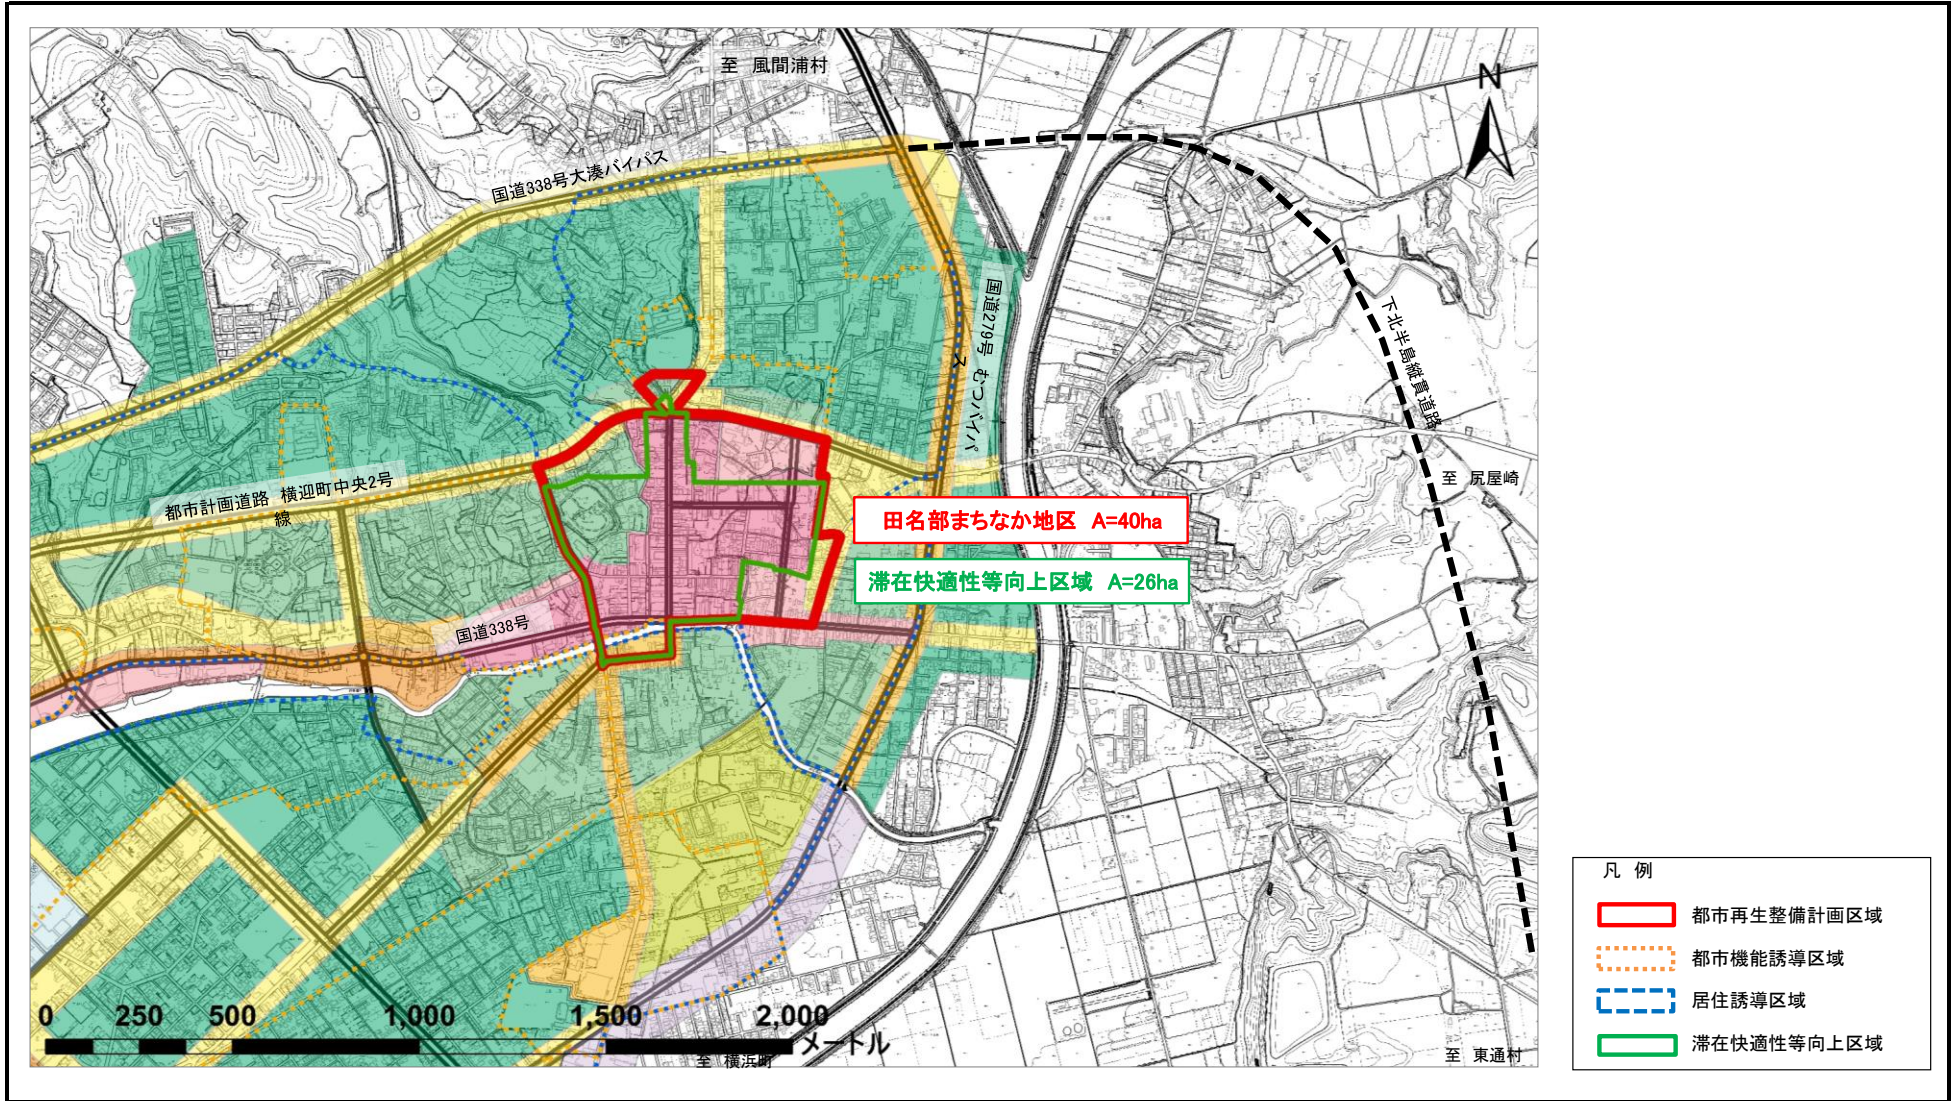 至 風間浦村
N
国道338号大湊バイパス
国道279号 むつバイパ
ス
下北半島縦貫道路
至 尻屋崎
都市計画道路 横迎町中央2号
線
田名部まちなか地区 A=40ha
滞在快適性等向上区域 A=26ha
国道338号
0 250 500 1,000 1,500 2,000
メートル
至 横浜町
至 東通村
凡 例
都市再生整備計画区域
都市機能誘導区域
居住誘導区域
滞在快適性等向上区域